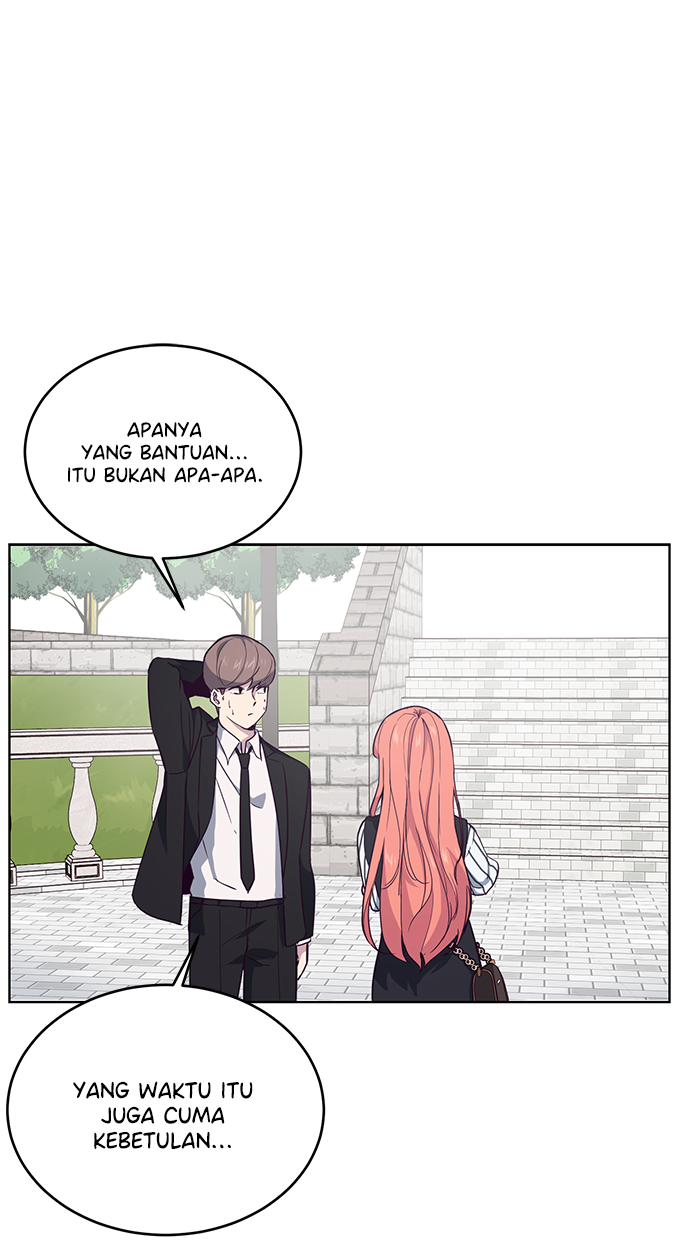 APANYA
YANG BANTUAN...
ITU BUKAN APA-APA.
YANG WAKTU ITU
JUGA CUMA
KEBETULAN...